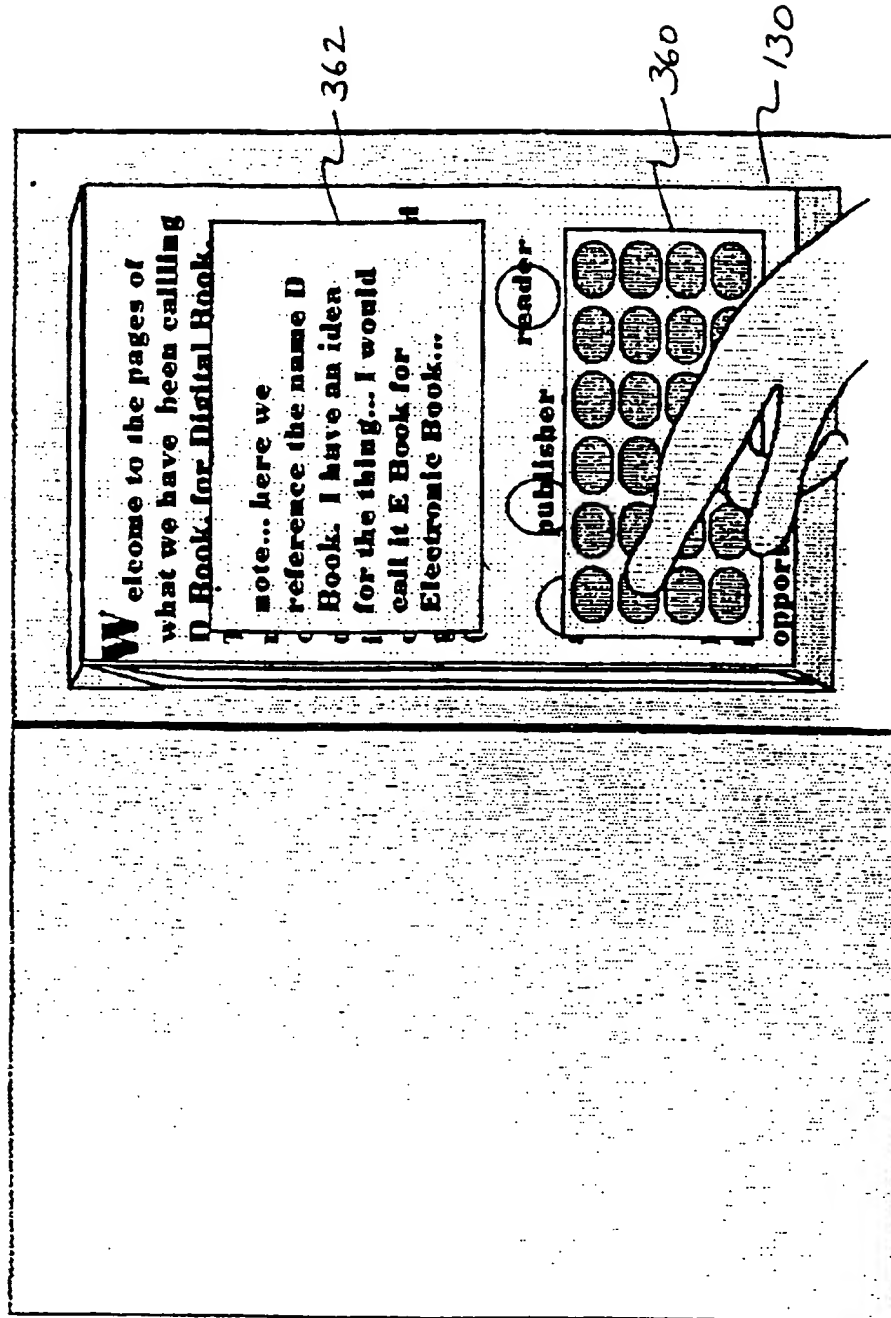 Welcome to the pages of
what we have been callling
D Book, for Digital Book.
note... here we
reference the name D
Book. I have an idea
for the thing... I would
call it E Book for
Electronic Book...
publisher
reader
362
360
130